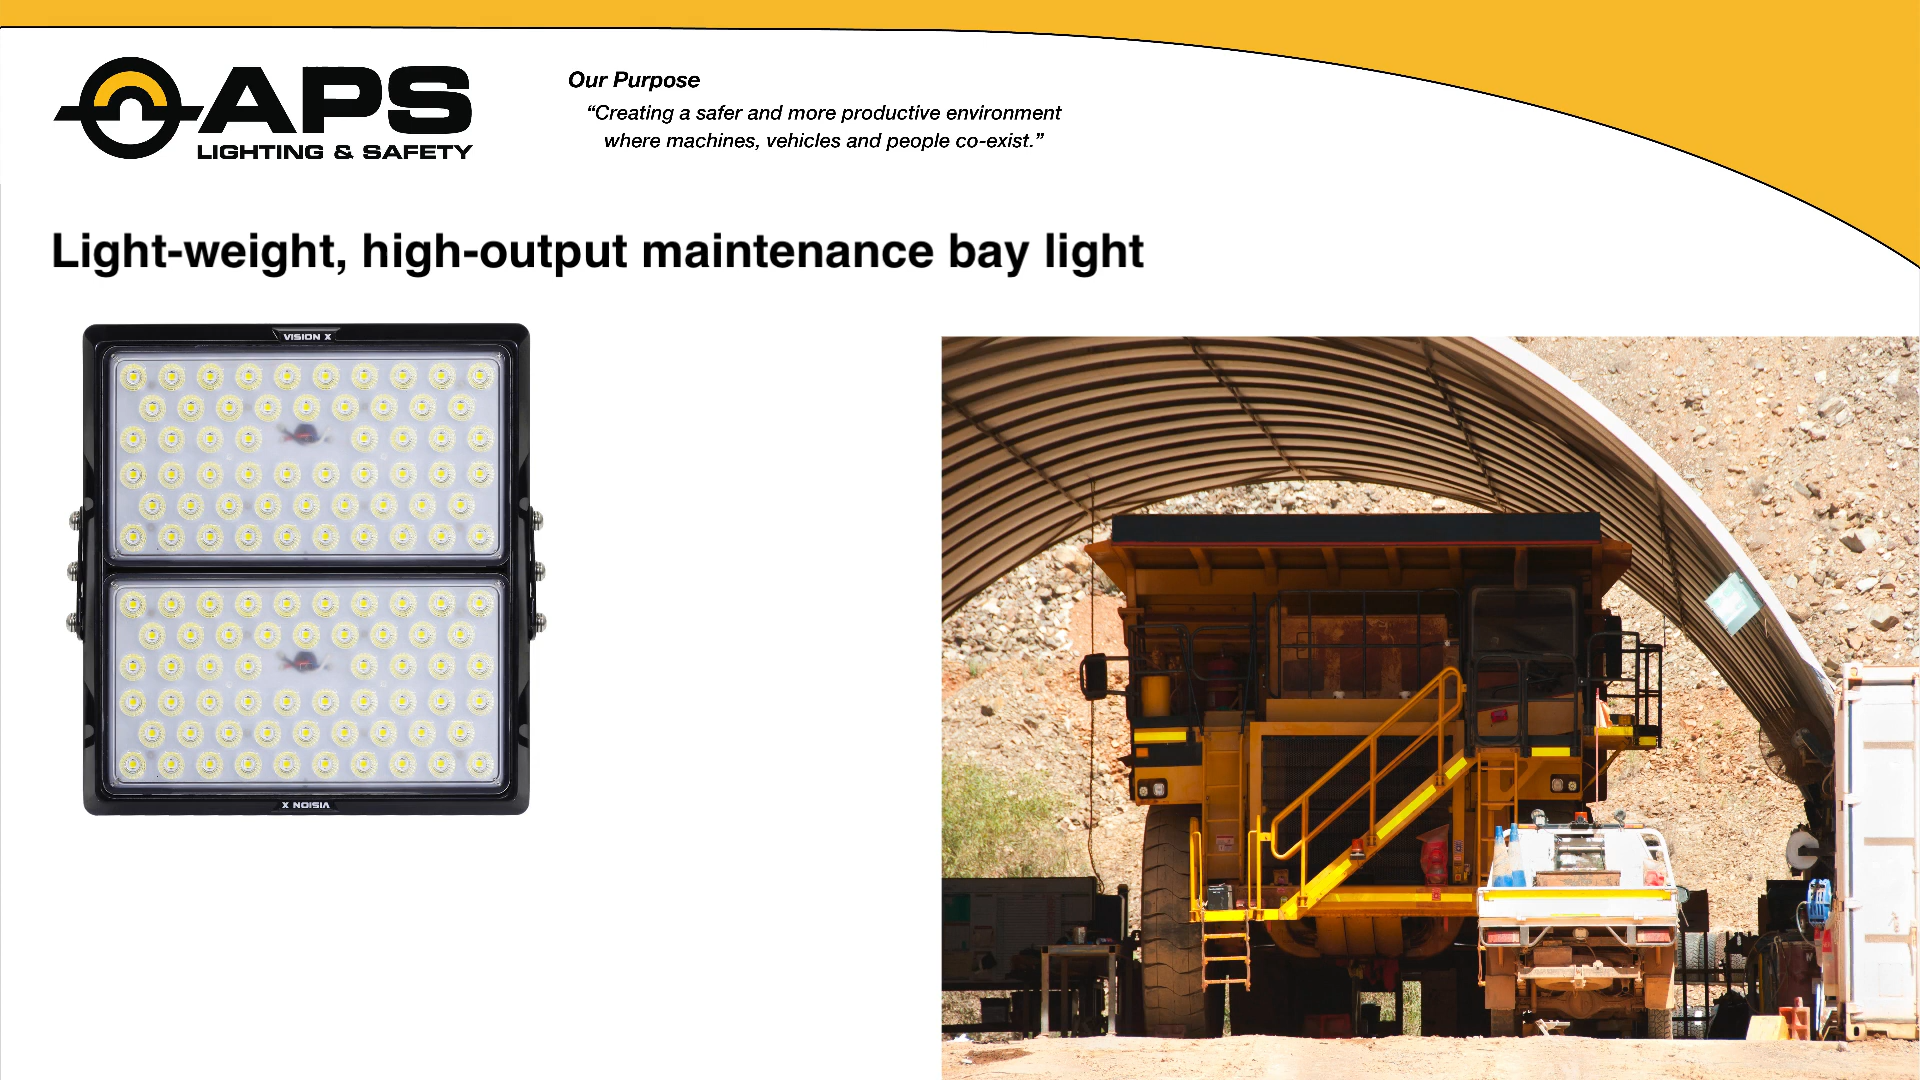 APS
LIGHTING & SAFETY
Our Purpose
“Creating a safer and more productive environment
where machines, vehicles and people co-exist.”
Light-weight, high-output maintenance bay light
VISION X
VISION X